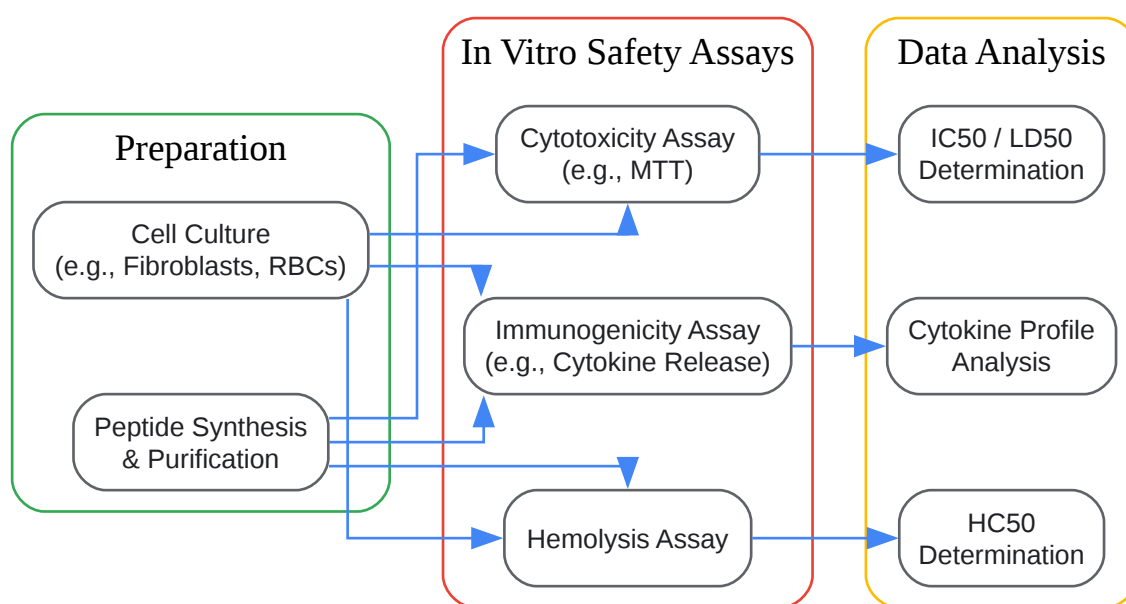 Preparation
Cell Culture
(e.g., Fibroblasts, RBCs)
Peptide Synthesis
& Purification
In Vitro Safety Assays
Cytotoxicity Assay
(e.g., MTT)
Immunogenicity Assay
(e.g., Cytokine Release)
Hemolysis Assay
Data Analysis
IC50 / LD50
Determination
Cytokine Profile
Analysis
HC50
Determination